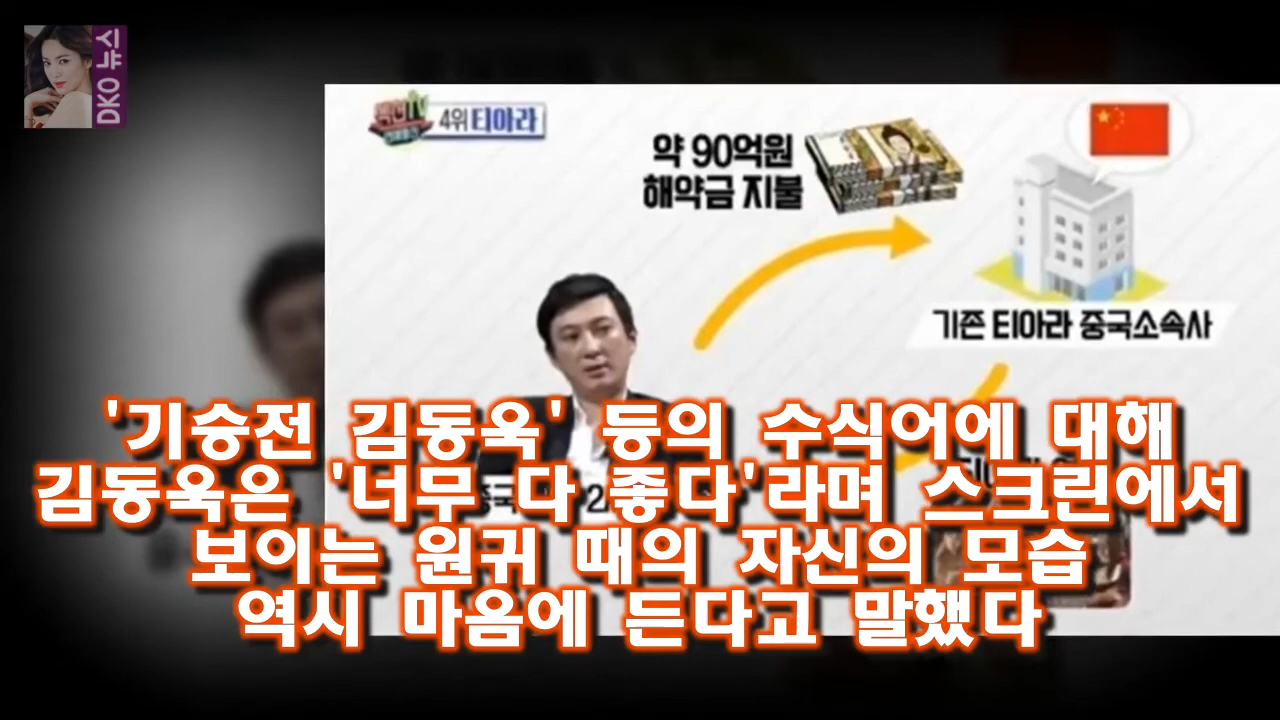 DKO 뉴스
4위 티아라
약 90억원
해약금 지불
기존 티아라 중국소속사
'기승전 김동욱' 등의 수식어에 대해
김동욱은 '너무 다 좋다'라며 스크린에서
보이는 원귀 때의 자신의 모습
역시 마음에 든다고 말했다